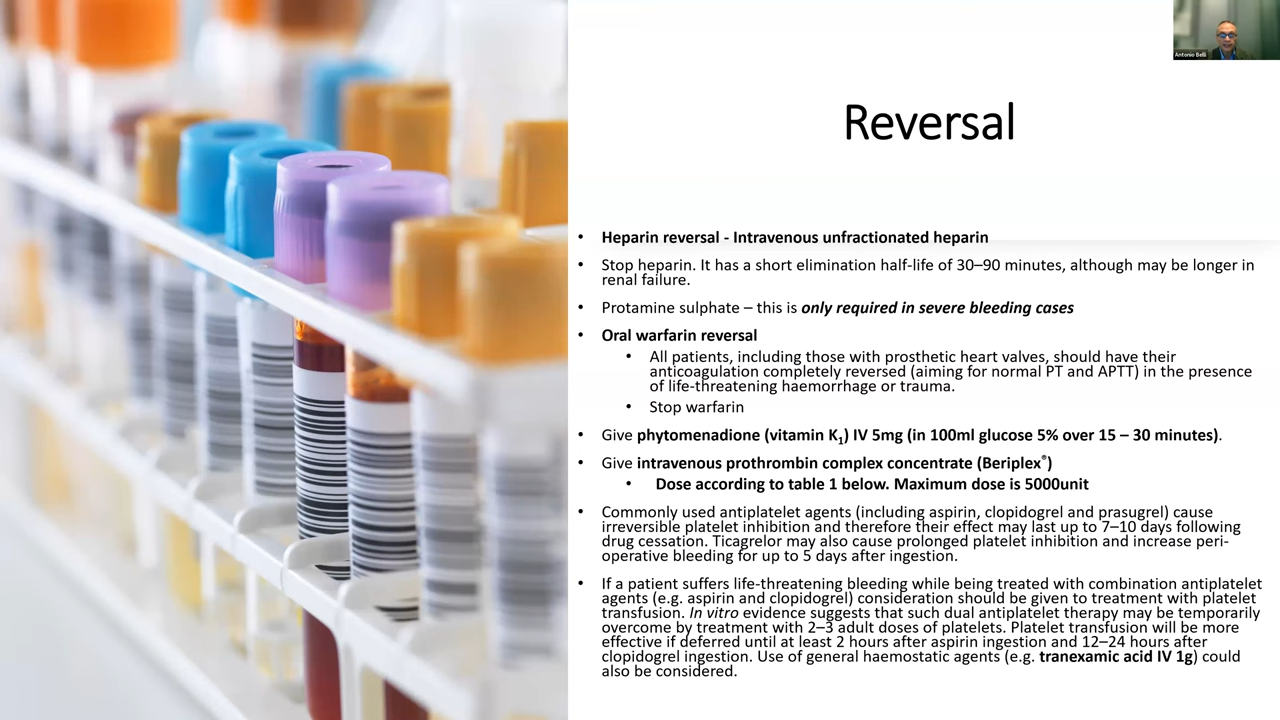 Antonio Belli
Reversal
• Heparin reversal - Intravenous unfractionated heparin
• Stop heparin. It has a short elimination half-life of 30–90 minutes, although may be longer in
renal failure.
• Protamine sulphate – this is only required in severe bleeding cases
• Oral warfarin reversal
• All patients, including those with prosthetic heart valves, should have their
anticoagulation completely reversed (aiming for normal PT and APTT) in the presence
of life-threatening haemorrhage or trauma.
• Stop warfarin
• Give phytomenadione (vitamin K₁) IV 5mg (in 100ml glucose 5% over 15 – 30 minutes).
• Give intravenous prothrombin complex concentrate (Beriplex®)
• Dose according to table 1 below. Maximum dose is 5000unit
• Commonly used antiplatelet agents (including aspirin, clopidogrel and prasugrel) cause
irreversible platelet inhibition and therefore their effect may last up to 7–10 days following
drug cessation. Ticagrelor may also cause prolonged platelet inhibition and increase peri-
operative bleeding for up to 5 days after ingestion.
• If a patient suffers life-threatening bleeding while being treated with combination antiplatelet
agents (e.g. aspirin and clopidogrel) consideration should be given to treatment with platelet
transfusion. In vitro evidence suggests that such dual antiplatelet therapy may be temporarily
overcome by treatment with 2–3 adult doses of platelets. Platelet transfusion will be more
effective if deferred until at least 2 hours after aspirin ingestion and 12–24 hours after
clopidogrel ingestion. Use of general haemostatic agents (e.g. tranexamic acid IV 1g) could
also be considered.